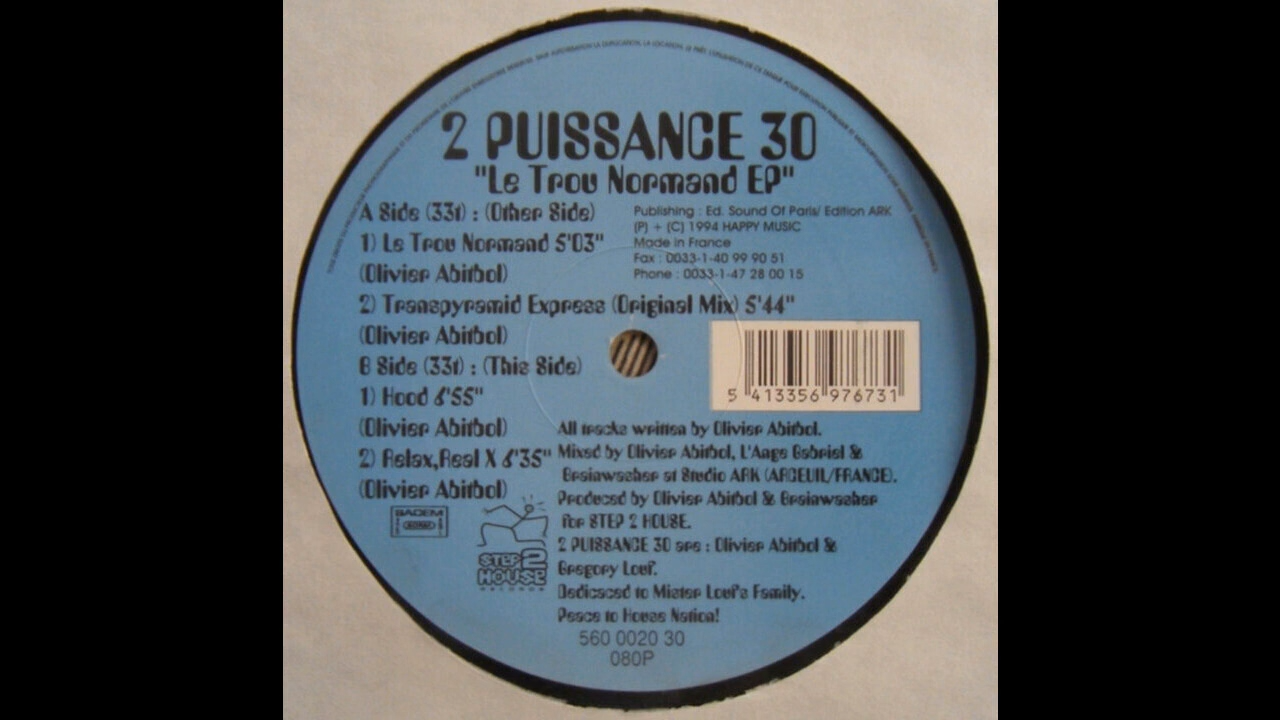 2 PUISSANCE 30
"Le Trou Normand EP"
A Side (33t) : (Other Side)
1) Le Trou Normand 5'03"
(Olivier Abitbol)
2) Transpyramid Express (Original Mix) 5'44"
(Olivier Abitbol)
B Side (33t) : (This Side)
1) Hood 6'55"
(Olivier Abitbol)
2) Relax,Real X 6'35"
(Olivier Abitbol)
Publishing : Ed. Sound Of Paris/ Edition ARK
(P) + (C) 1994 HAPPY MUSIC
Made in France
Fax : 0033-1-40 99 90 51
Phone : 0033-1-47 28 00 15
5 413356 976731
All tracks written by Olivier Abitbol.
Mixed by Olivier Abitbol, L'Ange Gabriel &
Brainwasher at Studio ARK (ARCEUIL/FRANCE).
Produced by Olivier Abitbol & Brainwasher
for STEP 2 HOUSE.
2 PUISSANCE 30 are : Olivier Abitbol &
Gregory Louf.
Dedicaced to Mister Louf's Family.
Peace to House Nation!
SACEM
STEP 2
HOUSE
RECORDS
560 0020 30
080P